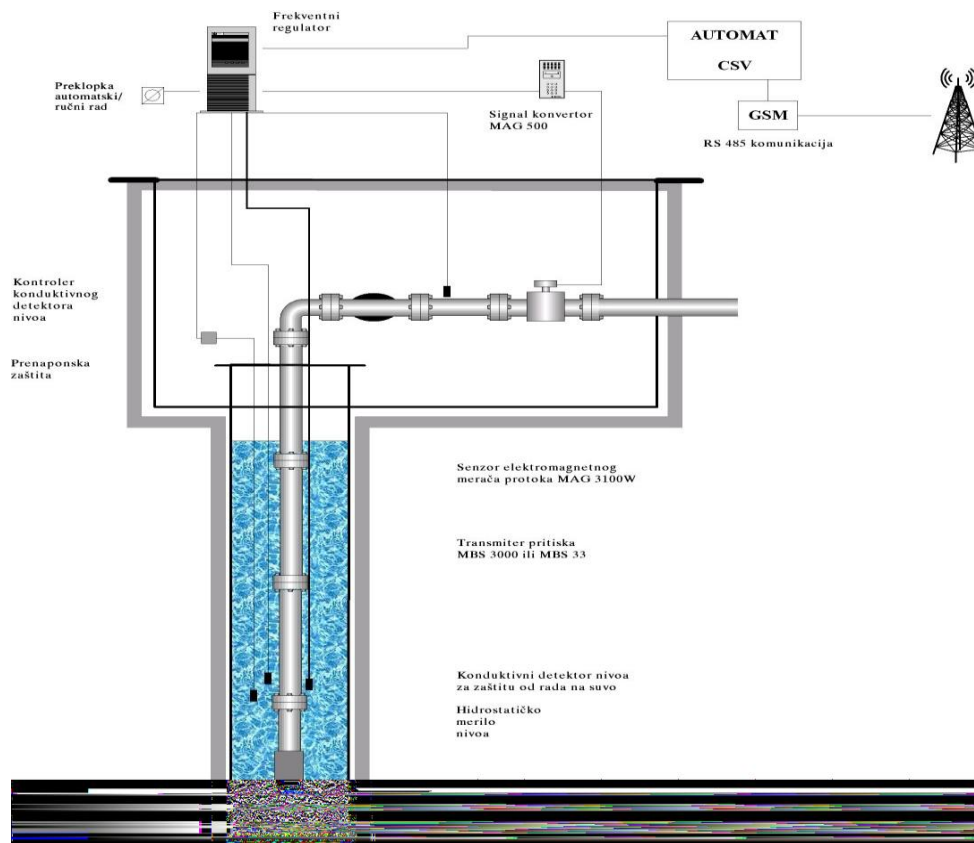 Frekventni
regulator
AUTOMAT
CSV
Preklopka
automatski/
ručni rad
Signal konvertor
MAG 500
GSM
RS 485 komunikacija
Kontroler
konduktivnog
detektora
nivoa
Prenaponska
zaštita
Senzor elektromagnetnog
merača protoka MAG 3100W
Transmiter pritiska
MBS 3000 ili MBS 33
Konduktivni detektor nivoa
za zaštitu od rada na suvo
Hidrostatičko
merilo
nivoa